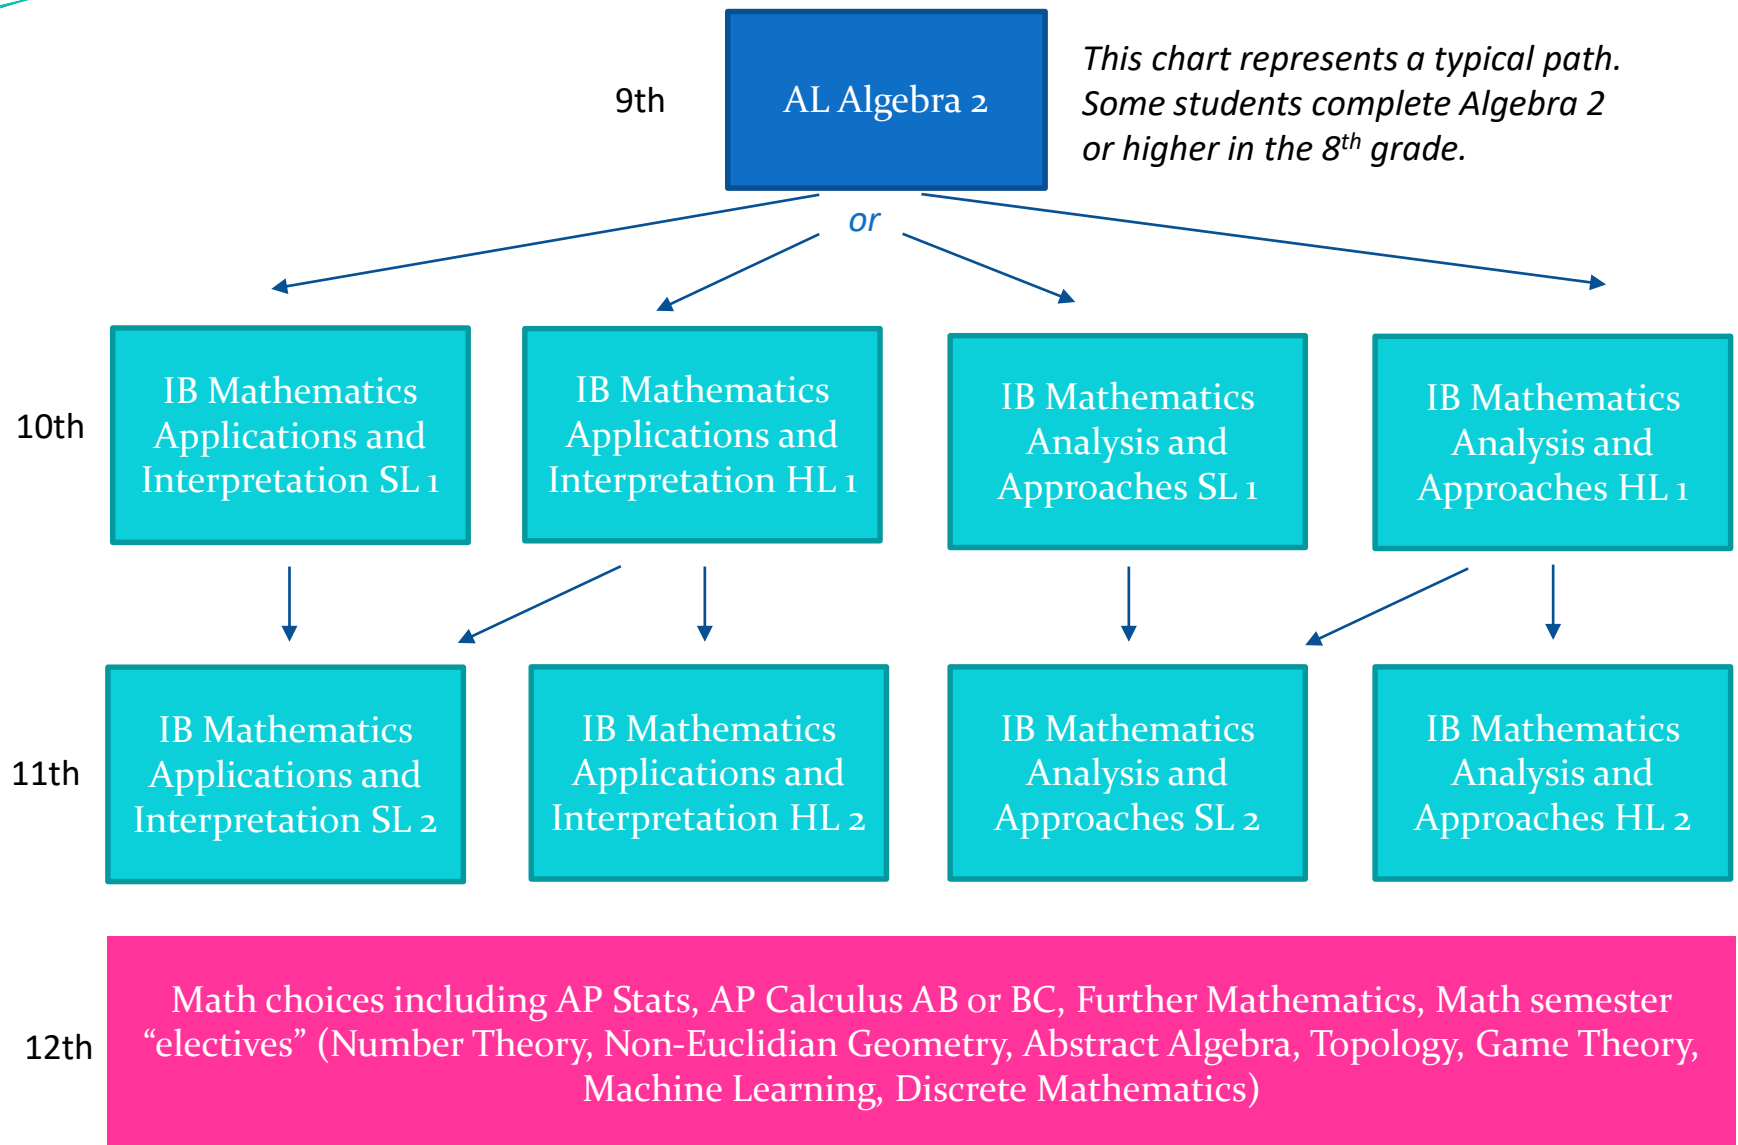 9th
AL Algebra 2
This chart represents a typical path.
Some students complete Algebra 2
or higher in the 8th grade.
or
10th
IB Mathematics
Applications and
Interpretation SL 1
IB Mathematics
Applications and
Interpretation HL 1
IB Mathematics
Analysis and
Approaches SL 1
IB Mathematics
Analysis and
Approaches HL 1
11th
IB Mathematics
Applications and
Interpretation SL 2
IB Mathematics
Applications and
Interpretation HL 2
IB Mathematics
Analysis and
Approaches SL 2
IB Mathematics
Analysis and
Approaches HL 2
12th
Math choices including AP Stats, AP Calculus AB or BC, Further Mathematics, Math semester
“electives” (Number Theory, Non-Euclidian Geometry, Abstract Algebra, Topology, Game Theory,
Machine Learning, Discrete Mathematics)